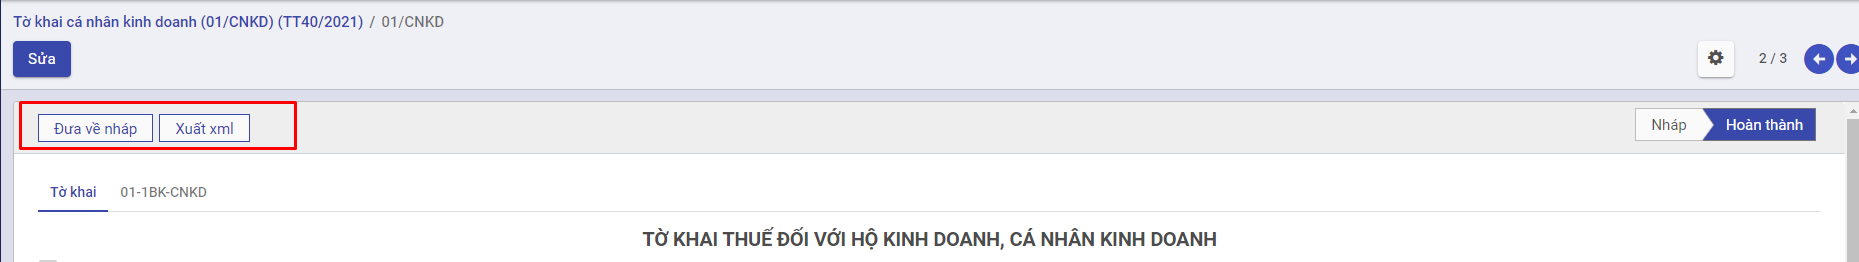 Tờ khai cá nhân kinh doanh (01/CNKD) (TT40/2021) / 01/CNKD
Sửa
2 / 3
Đưa về nháp Xuất xml
Nháp Hoàn thành
Tờ khai 01-1BK-CNKD
TỜ KHAI THUẾ ĐỐI VỚI HỘ KINH DOANH, CÁ NHÂN KINH DOANH